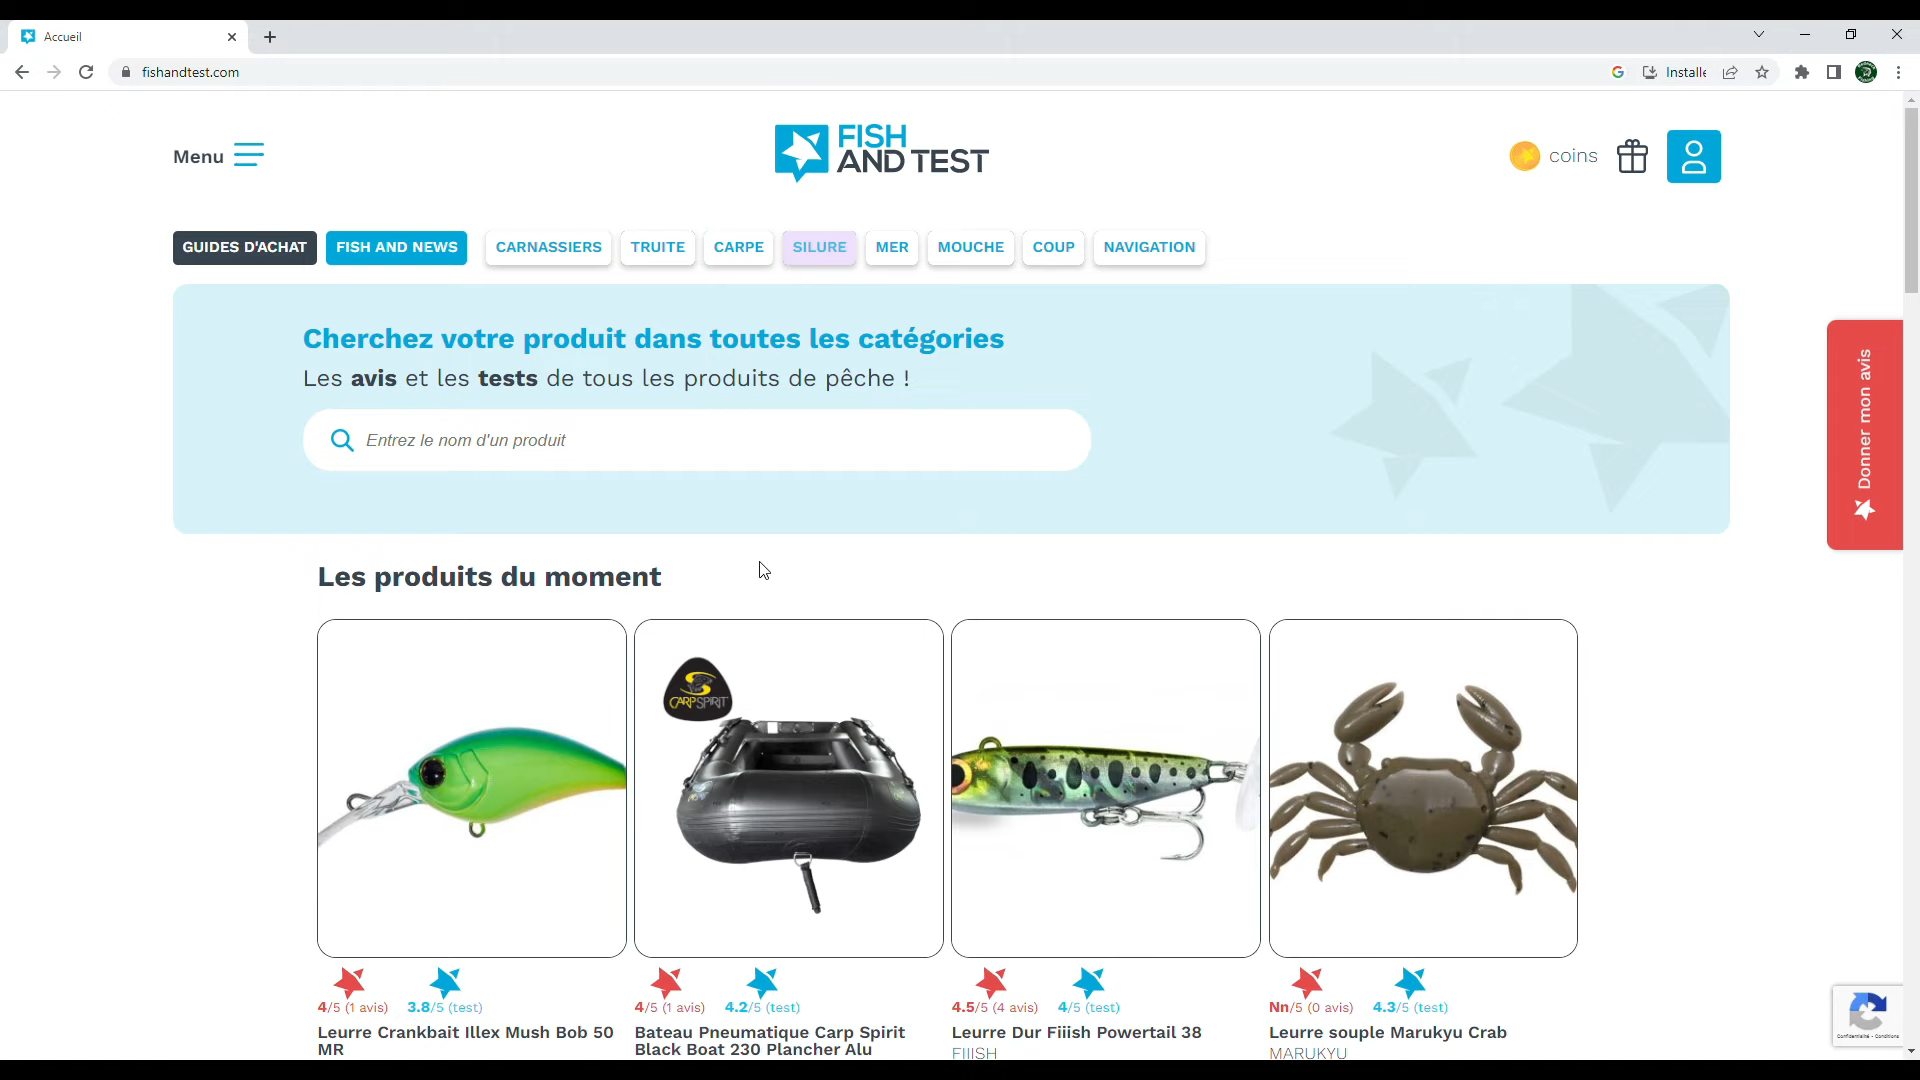 Accueil
fishandtest.com
Installe
Menu
FISH
AND TEST
coins
GUIDES D'ACHAT
FISH AND NEWS
CARNASSIERS
TRUITE
CARPE
SILURE
MER
MOUCHE
COUP
NAVIGATION
Cherchez votre produit dans toutes les catégories
Les avis et les tests de tous les produits de pêche !
Entrez le nom d'un produit
Donner mon avis
Les produits du moment
CARPSPIRIT
4/5 (1 avis) 3.8/5 (test)
Leurre Crankbait Illex Mush Bob 50
MR
4/5 (1 avis) 4.2/5 (test)
Bateau Pneumatique Carp Spirit
Black Boat 230 Plancher Alu
4.5/5 (4 avis) 4/5 (test)
Leurre Dur Fiiish Powertail 38
FIIISH
Nn/5 (0 avis) 4.3/5 (test)
Leurre souple Marukyu Crab
MARUKYU
Confidentialité - Conditions